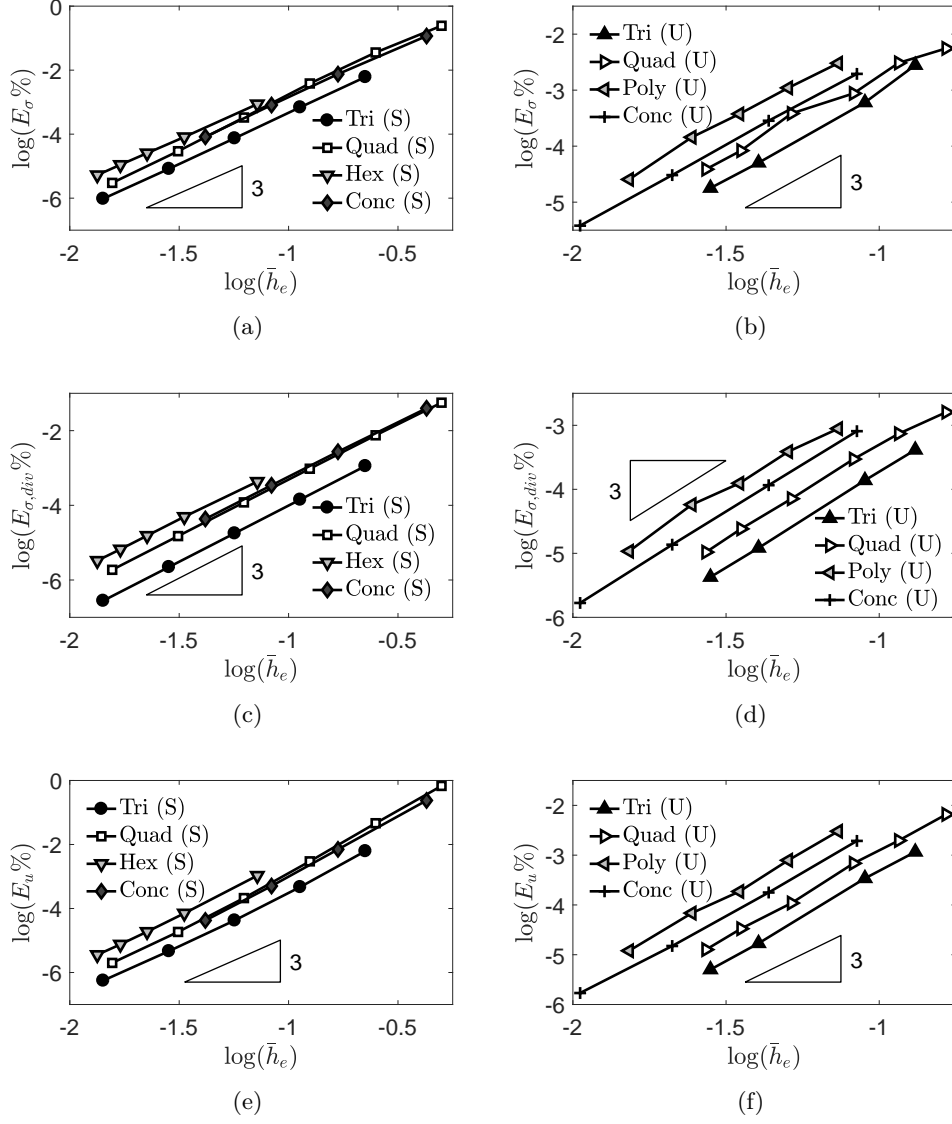 0
-2
-4
-6
-2
-1.5
-1
-0.5
log(E_σ%)
log(h̄_e)
Tri (S)
Quad (S)
Hex (S)
Conc (S)
3
(a)
-2
-3
-4
-5
-2
-1.5
-1
log(E_σ%)
log(h̄_e)
Tri (U)
Quad (U)
Poly (U)
Conc (U)
3
(b)
-2
-4
-6
-2
-1.5
-1
-0.5
log(E_σ,div%)
log(h̄_e)
Tri (S)
Quad (S)
Hex (S)
Conc (S)
3
(c)
-3
-4
-5
-6
-2
-1.5
-1
log(E_σ,div%)
log(h̄_e)
3
Tri (U)
Quad (U)
Poly (U)
Conc (U)
(d)
0
-2
-4
-6
-2
-1.5
-1
-0.5
log(E_u%)
log(h̄_e)
Tri (S)
Quad (S)
Hex (S)
Conc (S)
3
(e)
-2
-3
-4
-5
-6
-2
-1.5
-1
log(E_u%)
log(h̄_e)
Tri (U)
Quad (U)
Poly (U)
Conc (U)
3
(f)